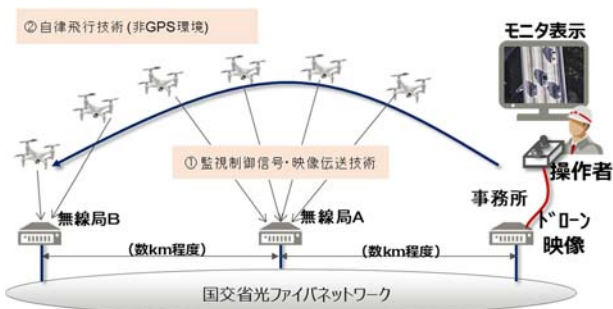 ②自律飛行技術(非GPS環境)
モニタ表示
①監視制御信号・映像伝送技術
操作者
事務所
無線局B
無線局A
ドローン
映像
(数km程度)
(数km程度)
国交省光ファイバネットワーク